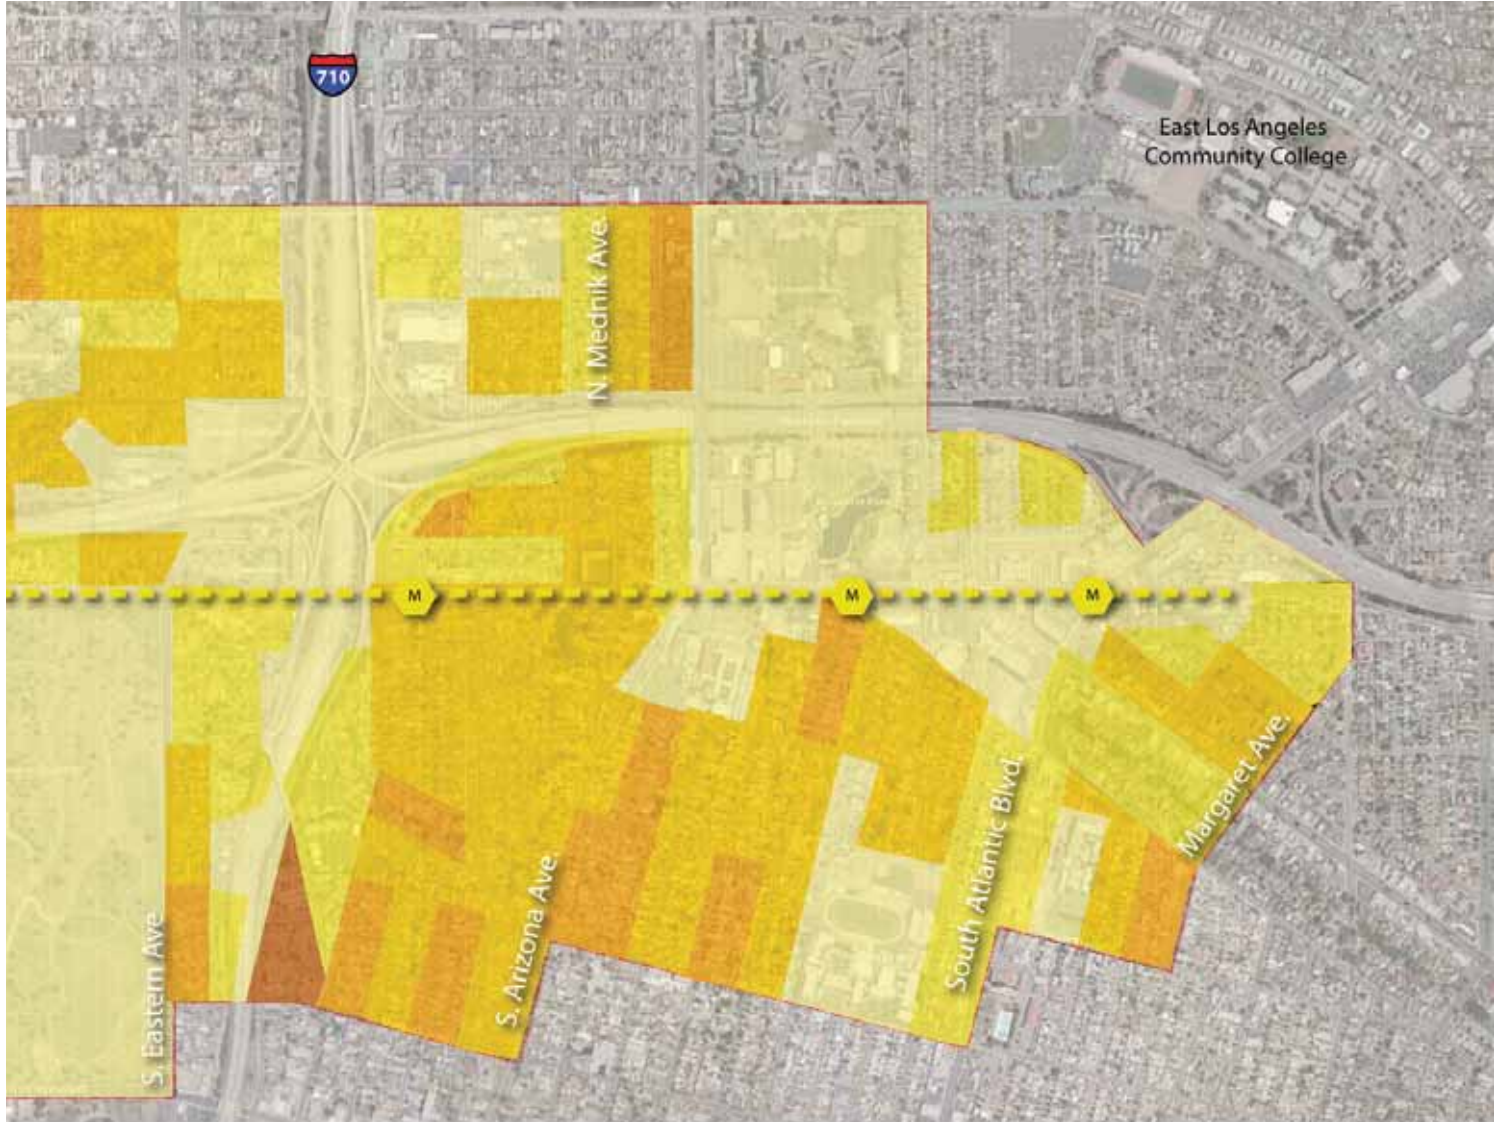 710
East Los Angeles
Community College
N. Mednik Ave.
M
M
M
Margaret Ave.
South Atlantic Blvd.
S. Arizona Ave.
S. Eastern Ave